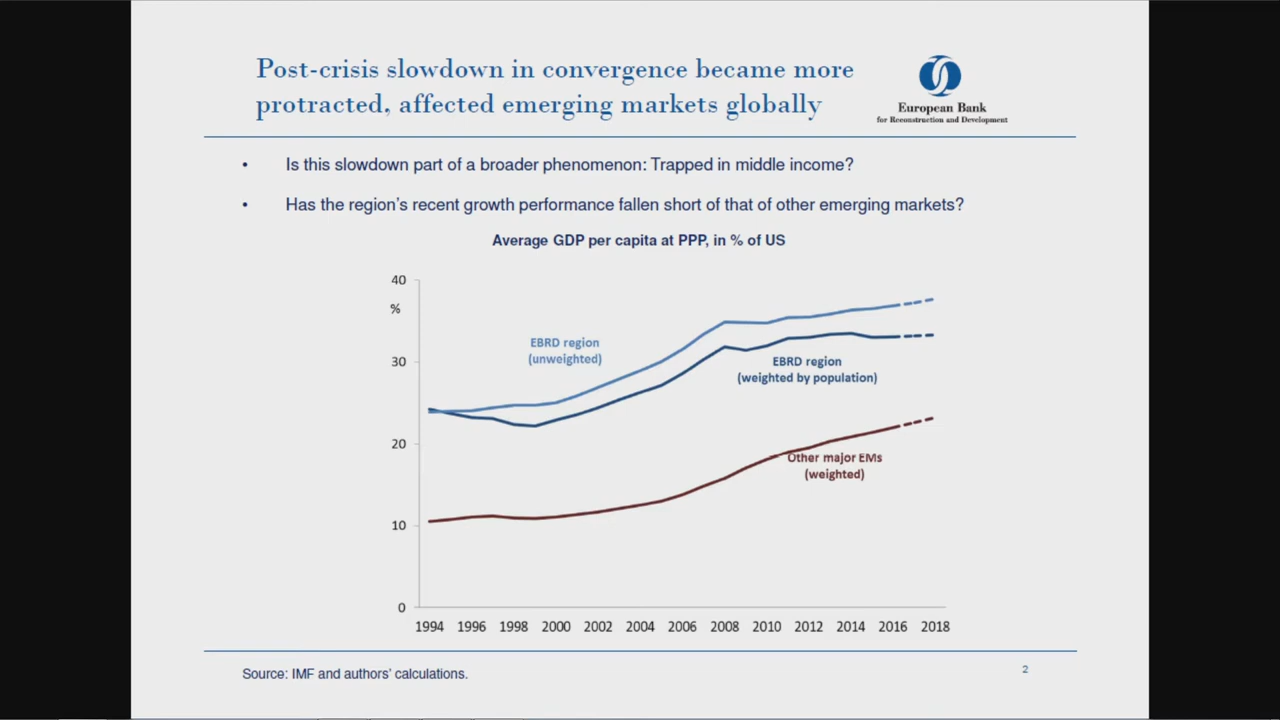 Post-crisis slowdown in convergence became more
protracted, affected emerging markets globally
European Bank
for Reconstruction and Development
• Is this slowdown part of a broader phenomenon: Trapped in middle income?
• Has the region's recent growth performance fallen short of that of other emerging markets?
Average GDP per capita at PPP, in % of US
40
%
30
20
10
0
EBRD region
(unweighted)
EBRD region
(weighted by population)
Other major EMs
(weighted)
1994 1996 1998 2000 2002 2004 2006 2008 2010 2012 2014 2016 2018
Source: IMF and authors' calculations.
2